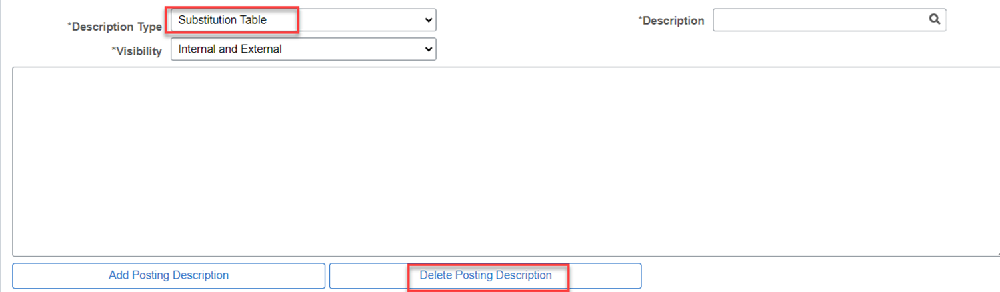 *Description Type Substitution Table *Description
*Visibility Internal and External
Add Posting Description Delete Posting Description